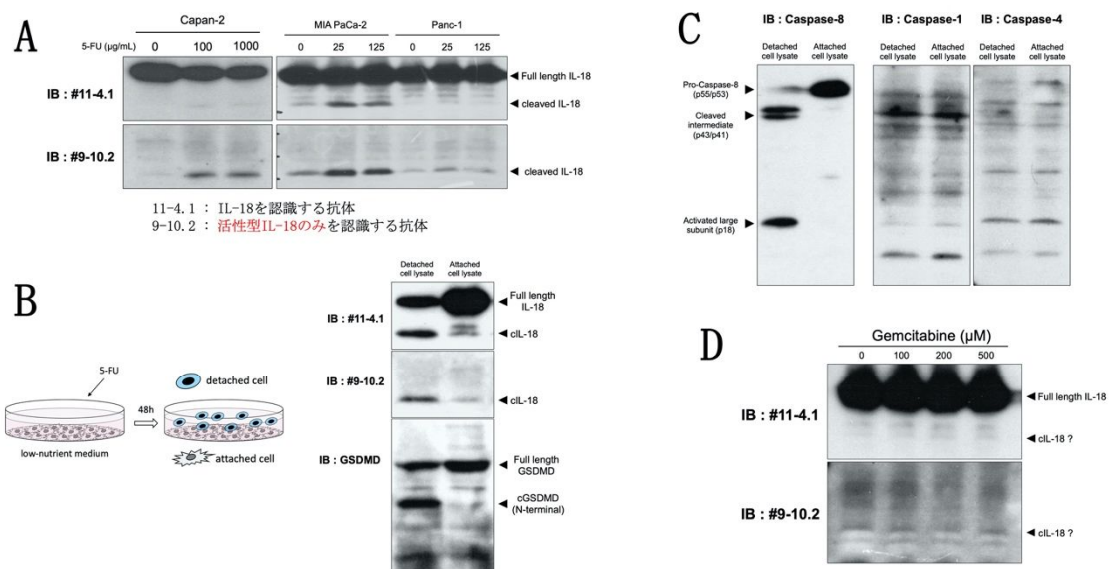 A
Capan-2
MIA PaCa-2
Panc-1
5-FU (μg/mL)
0 100 1000
0 25 125 0 25 125
IB : #11-4.1
Full length IL-18
cleaved IL-18
IB : #9-10.2
cleaved IL-18
11-4.1 : IL-18を認識する抗体
9-10.2 : 活性型IL-18のみを認識する抗体
B
5-FU
48h
low-nutrient medium
detached cell
attached cell
Detached
cell lysate
Attached
cell lysate
IB : #11-4.1
Full length
IL-18
cIL-18
IB : #9-10.2
cIL-18
IB : GSDMD
Full length
GSDMD
cGSDMD
(N-terminal)
C
IB : Caspase-8
IB : Caspase-1
IB : Caspase-4
Detached
cell lysate
Attached
cell lysate
Detached
cell lysate
Attached
cell lysate
Detached
cell lysate
Attached
cell lysate
Pro-Caspase-8
(p55/p53)
Cleaved
intermediate
(p43/p41)
Activated large
subunit (p18)
D
Gemcitabine (μM)
0 100 200 500
IB : #11-4.1
Full length IL-18
cIL-18 ?
IB : #9-10.2
cIL-18 ?